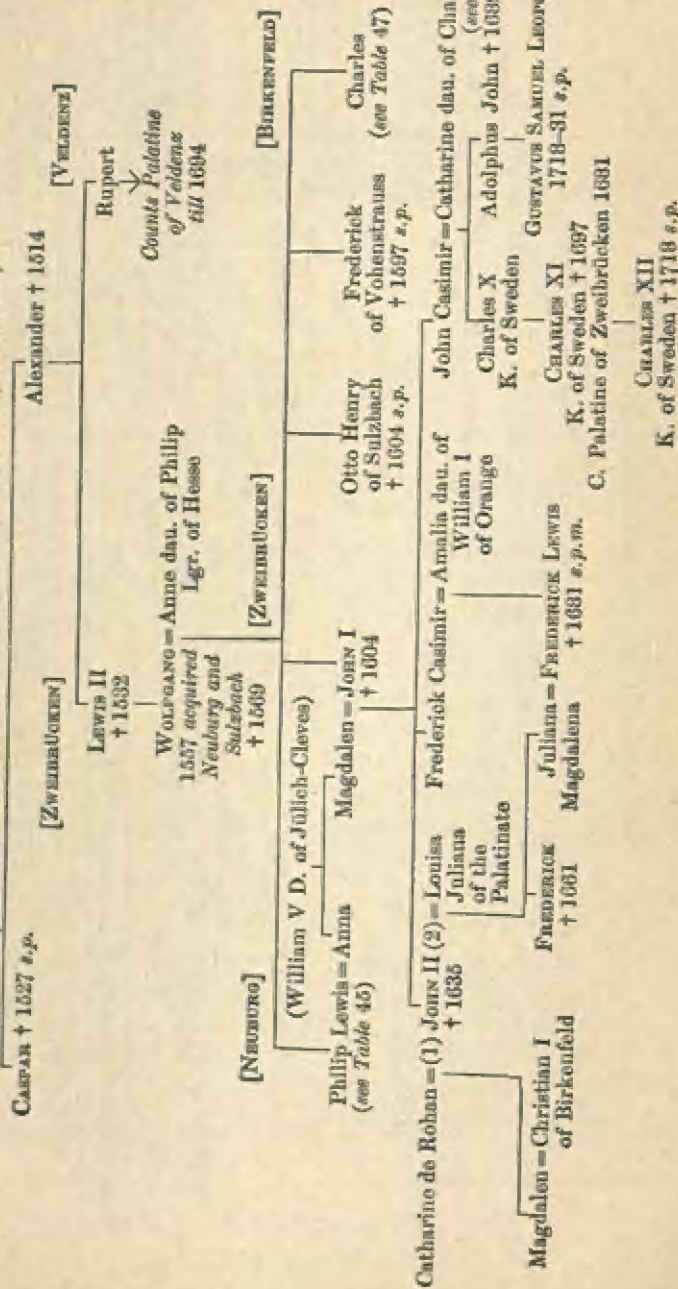 CASPAR † 1527 s.p.
Alexander † 1514
[ZWEIBRÜCKEN]
[VELDENZ]
LEWIS II
† 1532
Rupert
Counts Palatine
of Veldenz
till 1694
WOLFGANG = Anne dau. of Philip
Lgr. of Hesse
1557 acquired
Neuburg and
Sulzbach
† 1569
[NEUBURG]
[ZWEIBRÜCKEN]
[BIRKENFELD]
(William V D. of Jülich-Cleves)
Philip Lewis = Anna
(see Table 45)
Magdalen = JOHN I
† 1604
Otto Henry
of Sulzbach
† 1604 s.p.
Frederick
of Vohenstrauss
† 1597 s.p.
Charles
(see Table 47)
Catharine de Rohan = (1) JOHN II (2) = Louisa
† 1635
Juliana
of the
Palatinate
Frederick Casimir = Amalia dau. of
William I
of Orange
John Casimir = Catharine dau. of
(see
Magdalen = Christian I
of Birkenfeld
FREDERICK
† 1661
Juliana = FREDERICK LEWIS
Magdalena
† 1681 s.p.m.
Charles X
K. of Sweden
Adolphus John † 1689
CHARLES XI
K. of Sweden † 1697
C. Palatine of Zweibrücken 1681
GUSTAVUS SAMUEL
1718-31 s.p.
CHARLES XII
K. of Sweden † 1718 s.p.